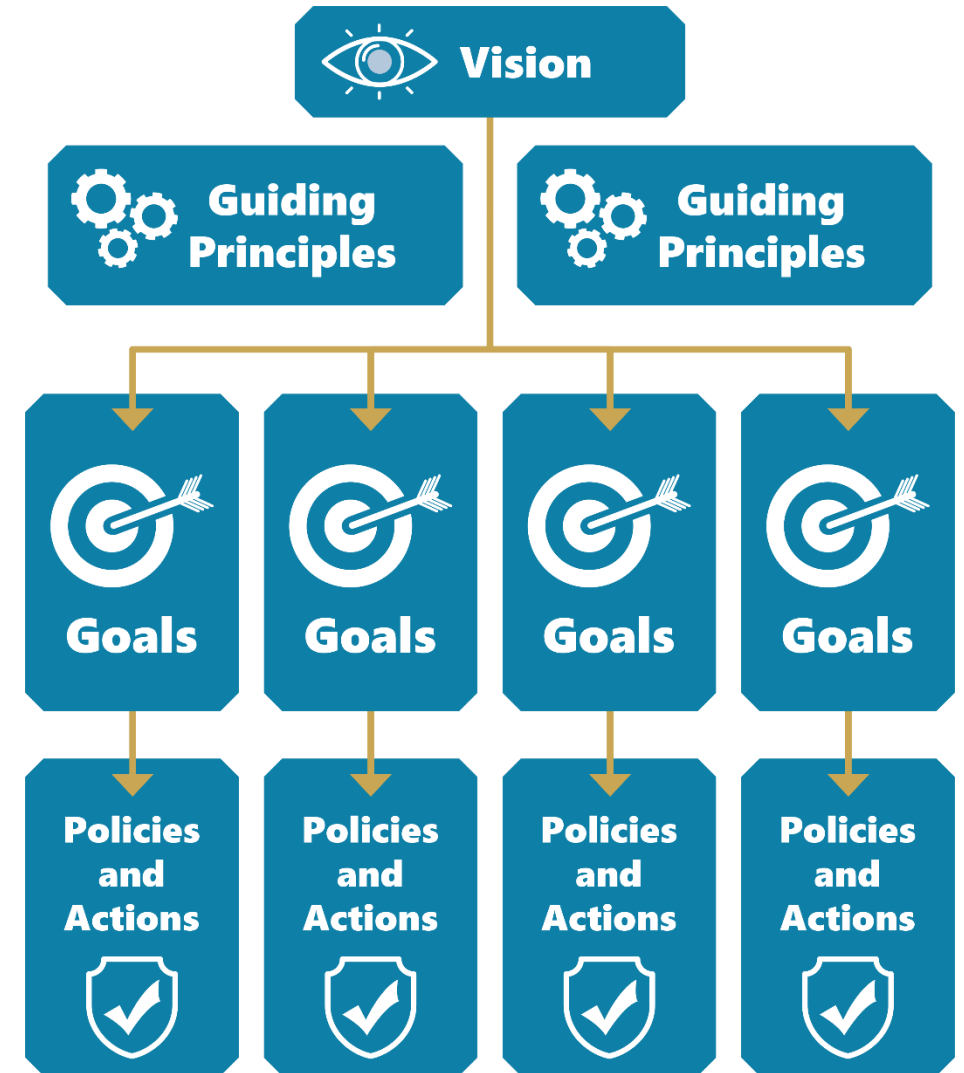 Vision
Guiding
Principles
Guiding
Principles
Goals
Goals
Goals
Goals
Policies
and
Actions
Policies
and
Actions
Policies
and
Actions
Policies
and
Actions